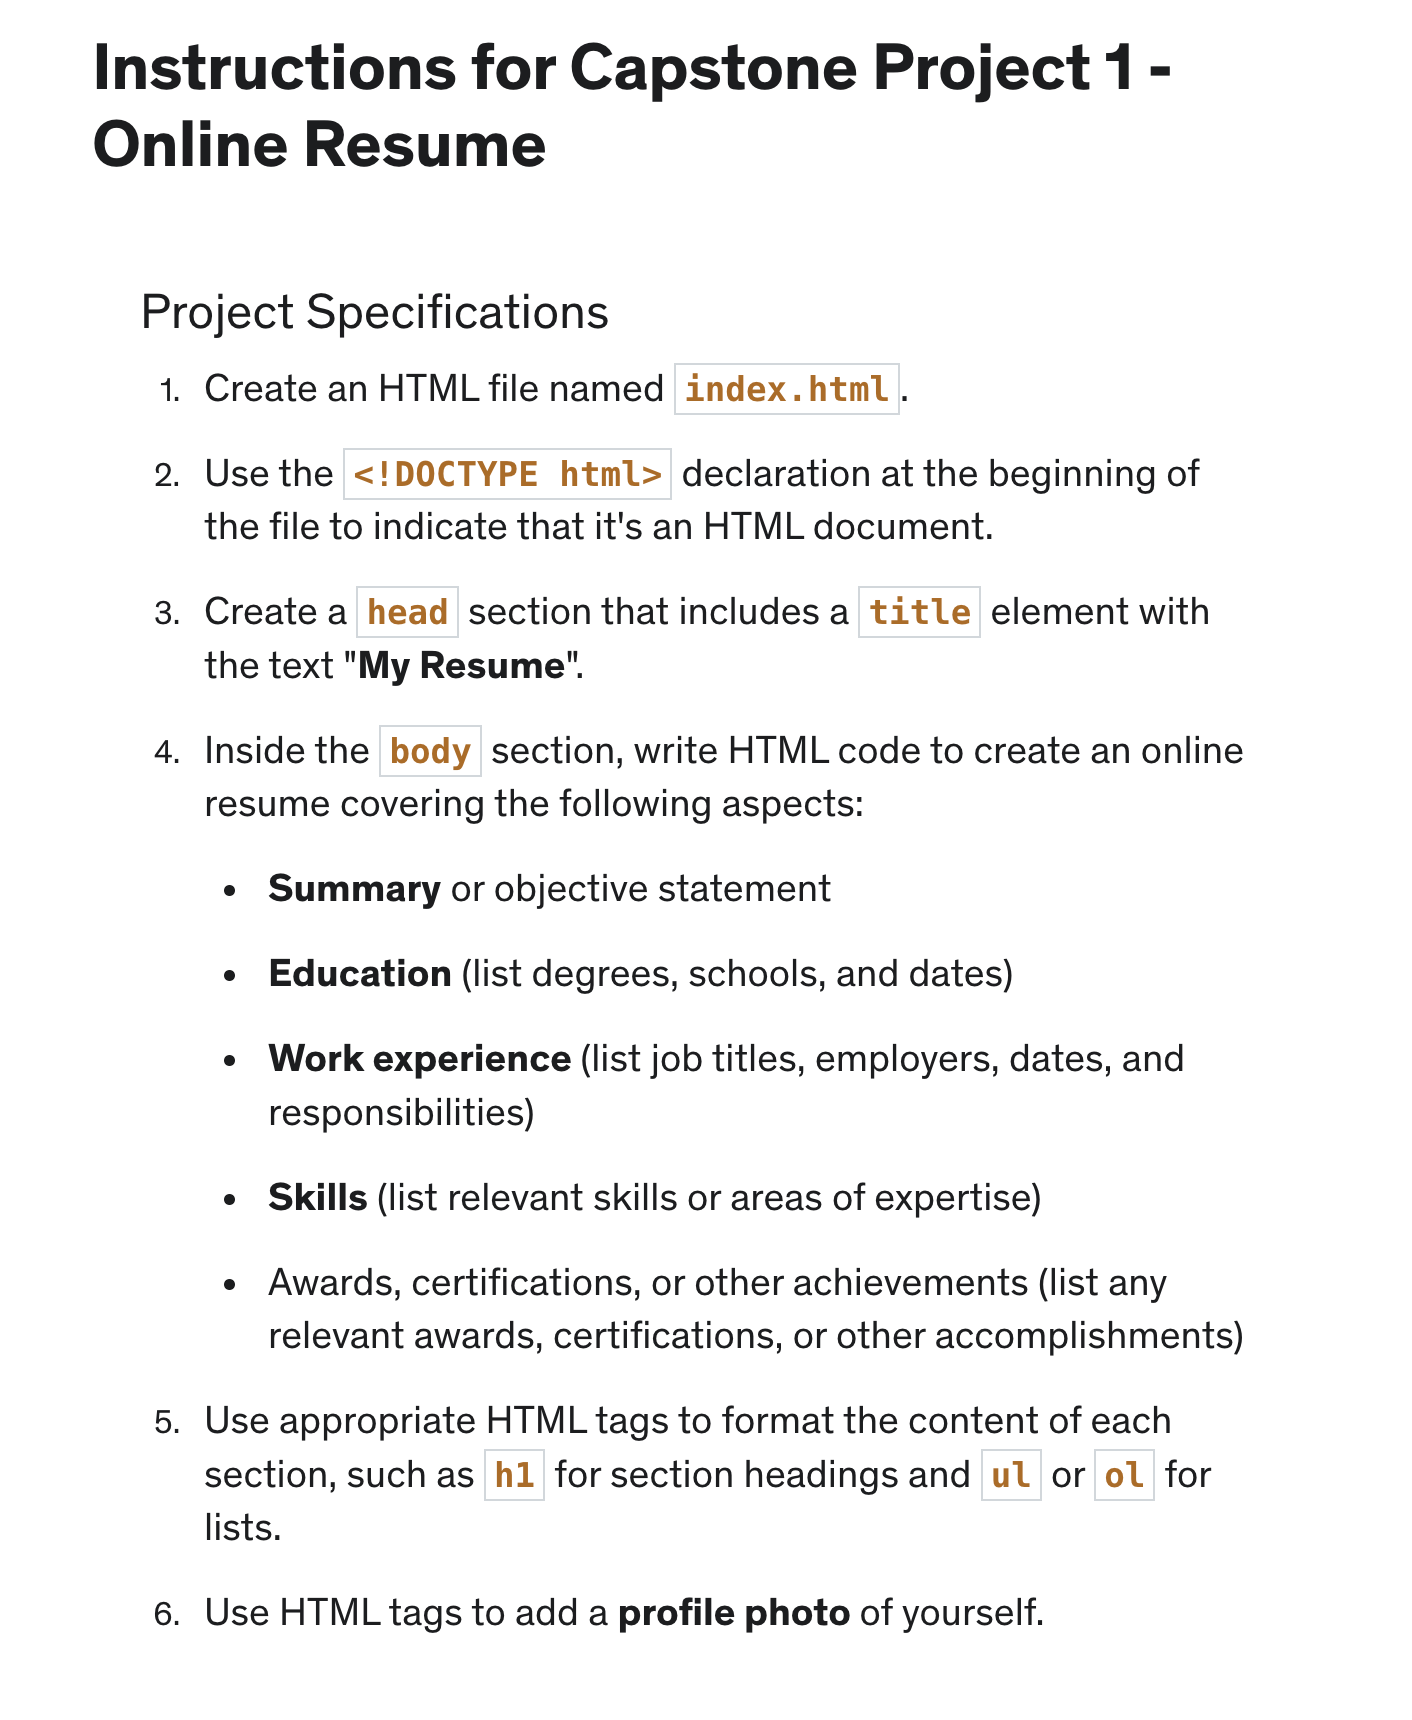 Instructions for Capstone Project 1 -
Online Resume
Project Specifications
1. Create an HTML file named index.html.
2. Use the <!DOCTYPE html> declaration at the beginning of
the file to indicate that it's an HTML document.
3. Create a head section that includes a title element with
the text "My Resume".
4. Inside the body section, write HTML code to create an online
resume covering the following aspects:
• Summary or objective statement
• Education (list degrees, schools, and dates)
• Work experience (list job titles, employers, dates, and
responsibilities)
• Skills (list relevant skills or areas of expertise)
• Awards, certifications, or other achievements (list any
relevant awards, certifications, or other accomplishments)
5. Use appropriate HTML tags to format the content of each
section, such as h1 for section headings and ul or ol for
lists.
6. Use HTML tags to add a profile photo of yourself.